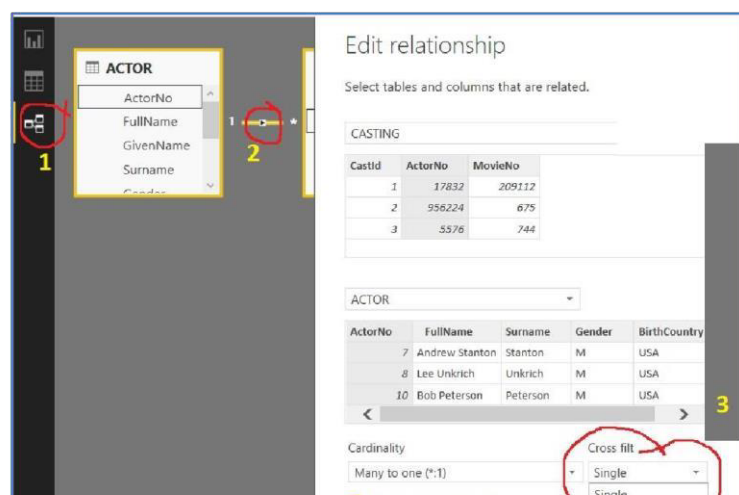 Edit relationship
Select tables and columns that are related.
ACTOR
ActorNo
FullName
GivenName
Surname
Gender
1
*
1
2
CASTING
CastId ActorNo MovieNo
1 17832 209112
2 956224 675
3 5576 744
ACTOR
ActorNo FullName Surname Gender BirthCountry
7 Andrew Stanton Stanton M USA
8 Lee Unkrich Unkrich M USA
10 Bob Peterson Peterson M USA
3
Cardinality Cross filt
Many to one (*:1) Single
Single